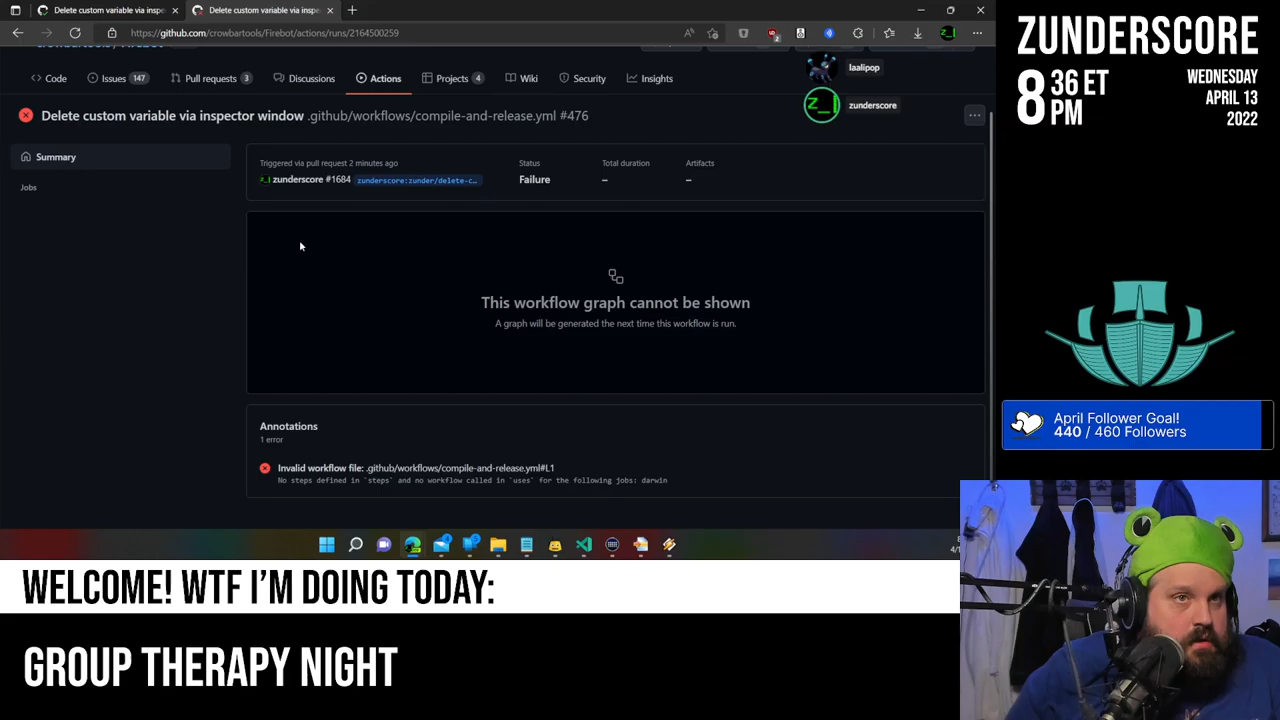 Delete custom variable via inspe
Delete custom variable via inspe
https://github.com/crowbartools/Firebot/actions/runs/2164500259
Code
Issues 147
Pull requests 3
Discussions
Actions
Projects 4
Wiki
Security
Insights
laalipop
zunderscore
Delete custom variable via inspector window .github/workflows/compile-and-release.yml #476
Summary
Jobs
Triggered via pull request 2 minutes ago
zunderscore #1684 zunderscore:zunder/delete-c…
Status
Failure
Total duration
–
Artifacts
–
This workflow graph cannot be shown
A graph will be generated the next time this workflow is run.
Annotations
1 error
Invalid workflow file: .github/workflows/compile-and-release.yml#L1
No steps defined in `steps` and no workflow called in `uses` for the following jobs: darwin
ZUNDERSCORE
8 36 ET
PM
WEDNESDAY
APRIL 13
2022
April Follower Goal!
440 / 460 Followers
WELCOME! WTF I'M DOING TODAY:
GROUP THERAPY NIGHT